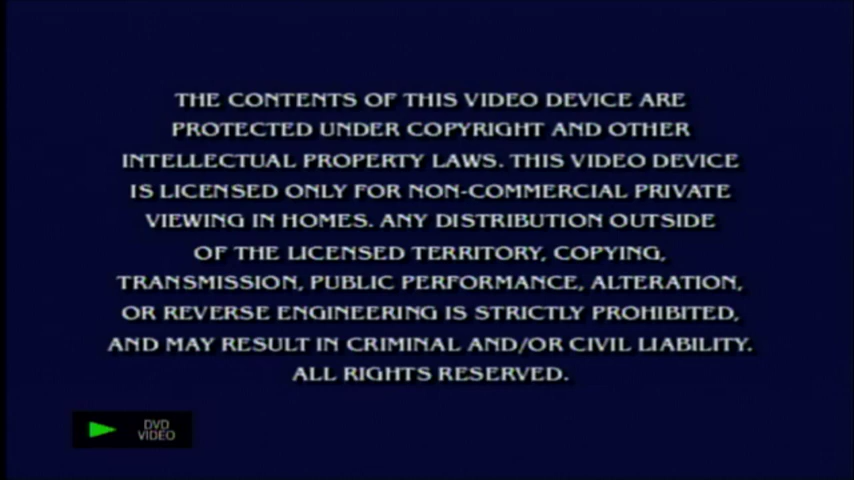 THE CONTENTS OF THIS VIDEO DEVICE ARE
PROTECTED UNDER COPYRIGHT AND OTHER
INTELLECTUAL PROPERTY LAWS. THIS VIDEO DEVICE
IS LICENSED ONLY FOR NON-COMMERCIAL PRIVATE
VIEWING IN HOMES. ANY DISTRIBUTION OUTSIDE
OF THE LICENSED TERRITORY, COPYING,
TRANSMISSION, PUBLIC PERFORMANCE, ALTERATION,
OR REVERSE ENGINEERING IS STRICTLY PROHIBITED,
AND MAY RESULT IN CRIMINAL AND/OR CIVIL LIABILITY.
ALL RIGHTS RESERVED.
DVD
VIDEO